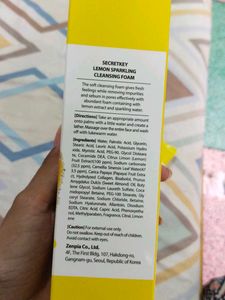 SECRETKEY
LEMON SPARKLING
CLEANSING FOAM
The soft cleansing foam gives fresh
feelings while removing impurities
and sebum in pores effectively with
abundant foam containing with
lemon extract and sparkling water.
[Directions] Take an appropriate amount
onto palms with a little water and create a
lather. Massage over the entire face and wash
off with lukewarm water.
[Ingredients] Water, Palmitic Acid, Glycerin,
Stearic Acid, Lauric Acid, Potassium Hydro
xide, Myristic Acid, PEG-90, Glycol Distearate
Cocamide DEA, Citrus Limon (Lemon)
Fruit Extract(100 ppm), Sodium Carbonate
Camellia Sinensis Leaf Water(17
3.5 ppm), Carica Papaya (Papaya) Fruit Extra
ct, Hydrolyzed Collagen, Bisabolol, Prunus
Amygdalus Dulcis (Sweet Almond) Oil, Buty
lene Glycol, Sodium Laureth Sulfate,
Betaine, PEG-100 Stearate, Gly
ceryl Stearate, Sodium Chloride, Betaine,
Sodium Hyaluronate, Allantoin, Disodium
EDTA, Citric Acid, Capric Acid, Phenoxyetha
nol, Methylparaben, Fragrance, Citral, Limon
ene
[Caution] For external use only.
Do not swallow. Keep out of reach of children.
Avoid contact with eyes.
Zenpia Co., Ltd.
4F, The First Bldg, 107, Hakdong-ro,
Gangnam-gu, Seoul, Republic of Korea